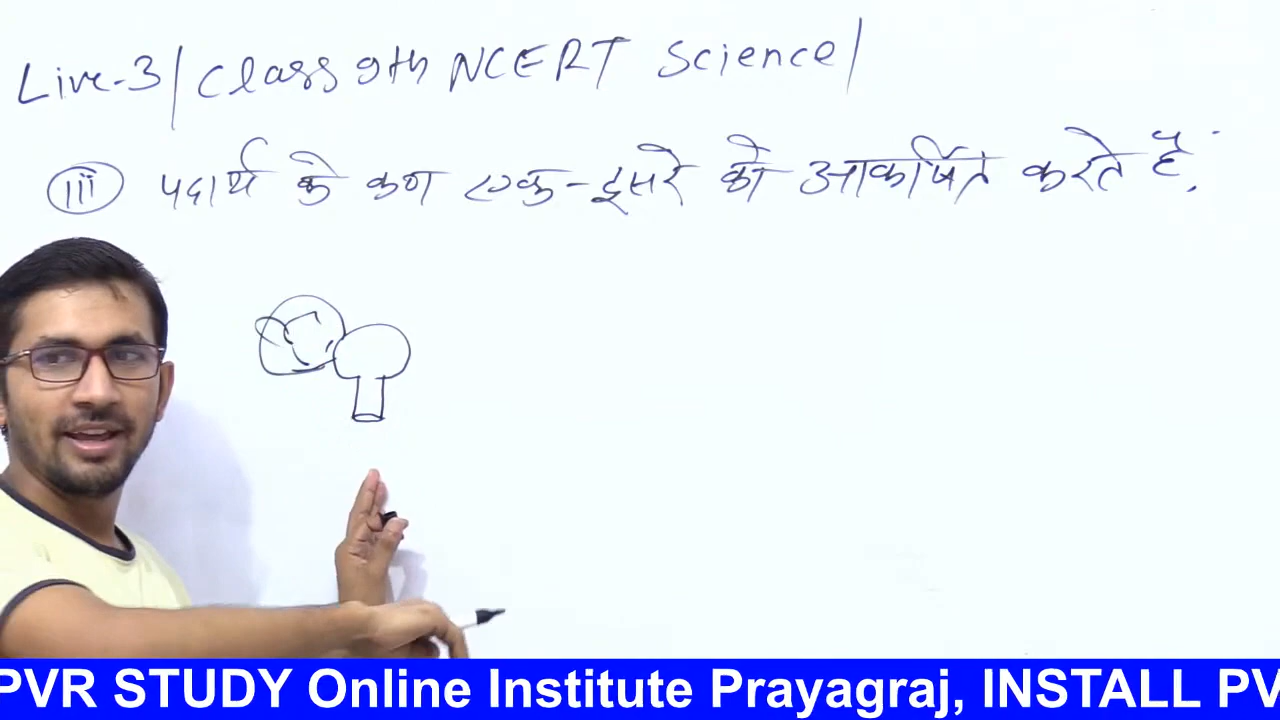 Live-3/Class 9th NCERT Science/
(iii) पदार्थ के कण एक-दूसरे को आकर्षित करते हैं.
PVR STUDY Online Institute Prayagraj, INSTALL PV